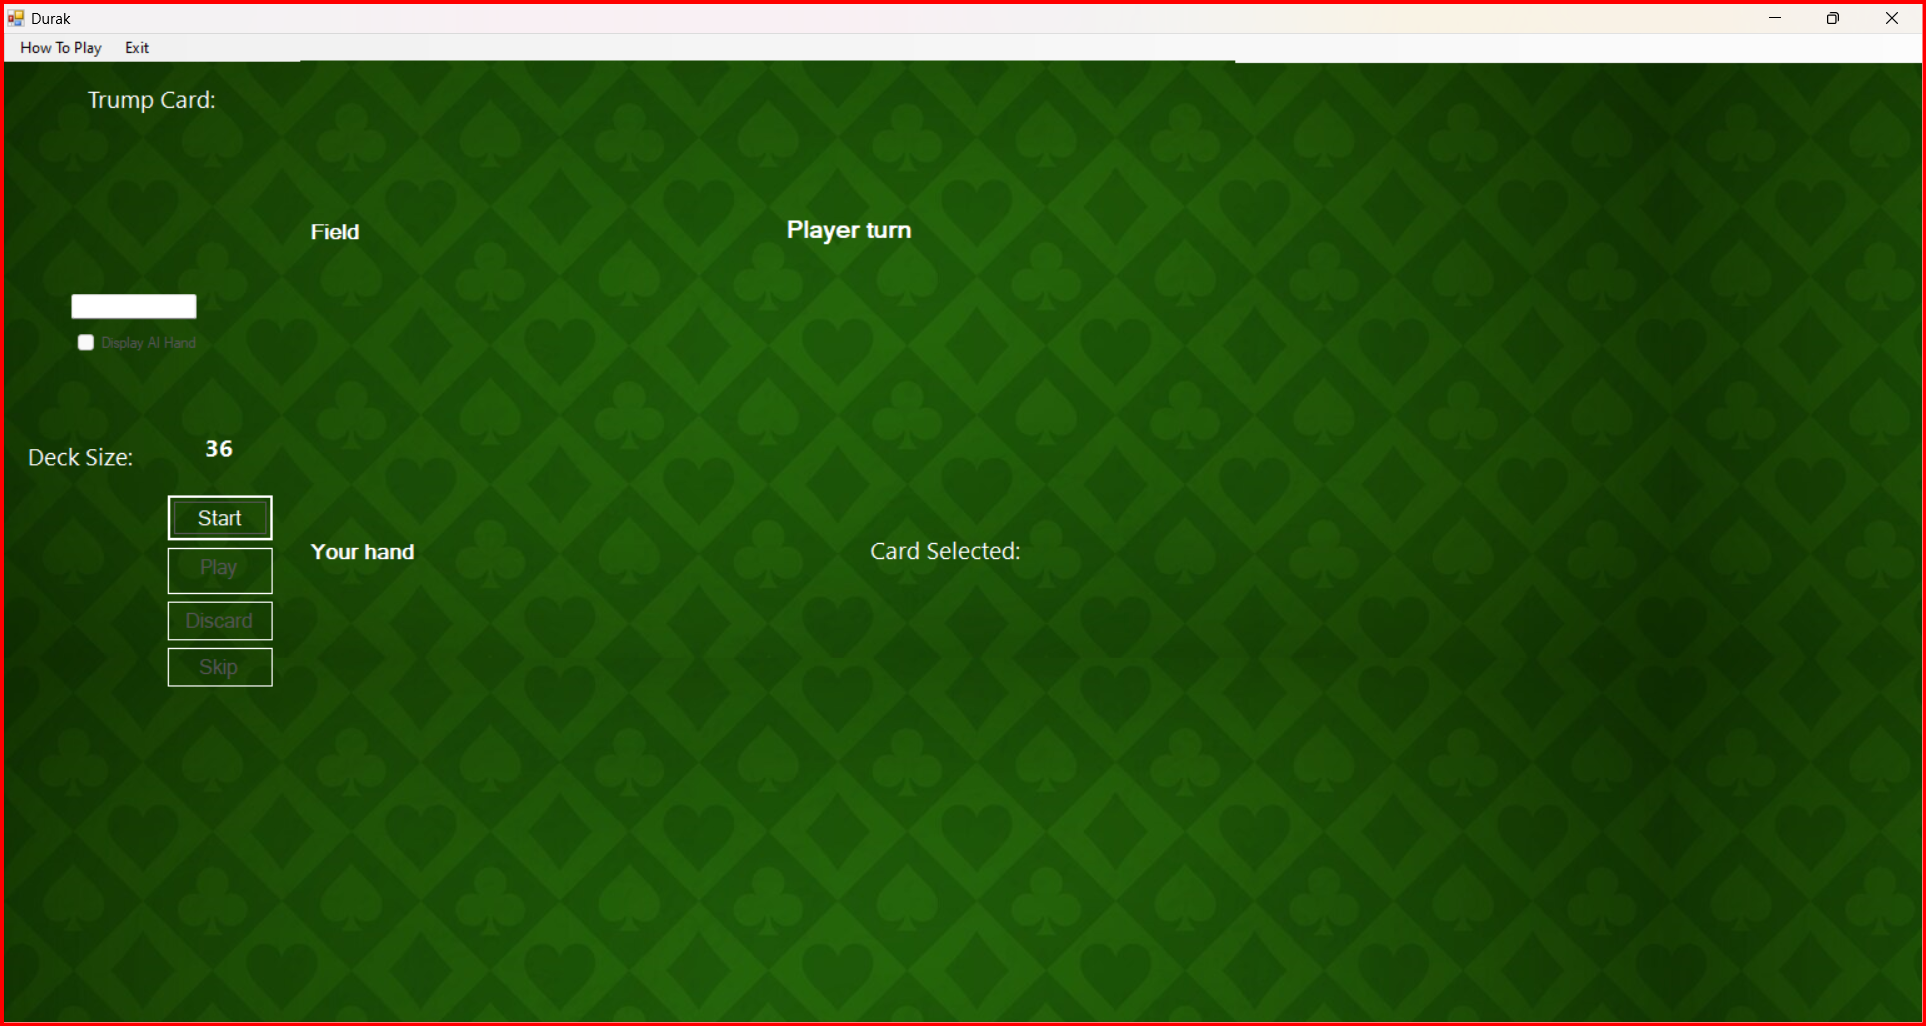 Durak
How To Play Exit
Trump Card:
Field
Player turn
Display AI Hand
Deck Size: 36
Start
Play
Your hand
Card Selected:
Discard
Skip